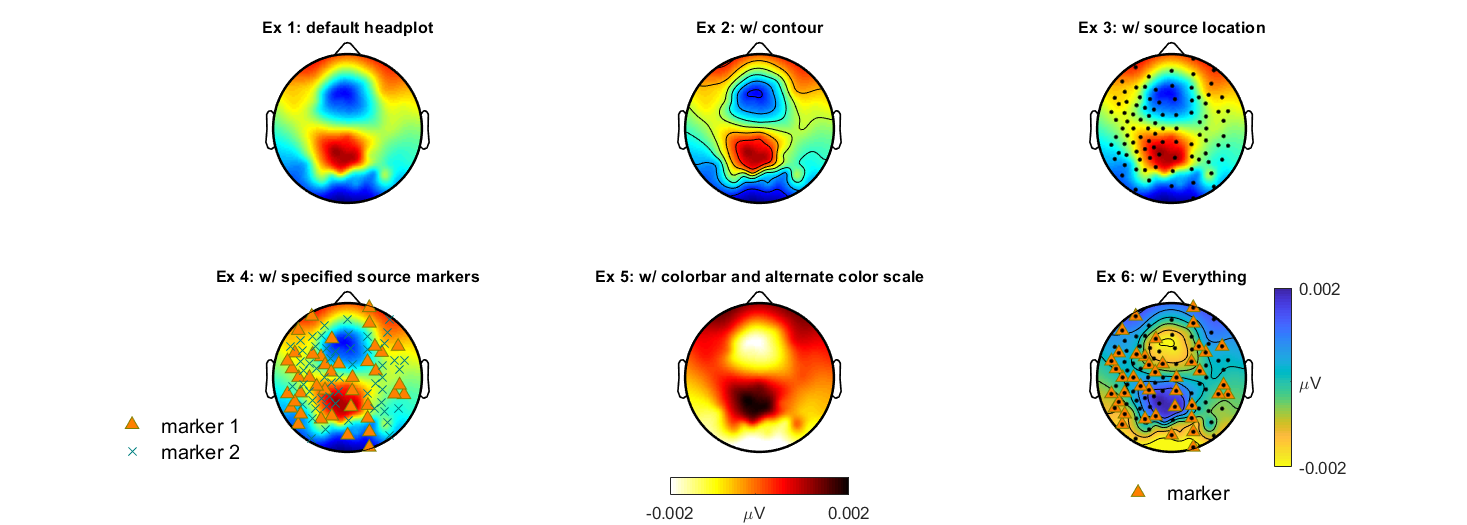 Ex 1: default headplot
Ex 2: w/ contour
Ex 3: w/ source location
Ex 4: w/ specified source markers
marker 1
marker 2
Ex 5: w/ colorbar and alternate color scale
-0.002 μV 0.002
Ex 6: w/ Everything
0.002
μV
-0.002
marker